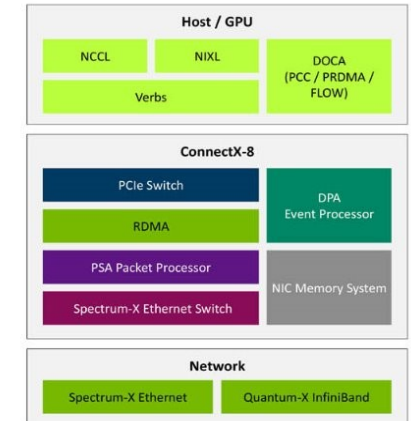 Host / GPU
NCCL
NIXL
DOCA
(PCC / PRDMA /
FLOW)
Verbs
ConnectX-8
PCIe Switch
DPA
Event Processor
RDMA
PSA Packet Processor
NIC Memory System
Spectrum-X Ethernet Switch
Network
Spectrum-X Ethernet
Quantum-X InfiniBand